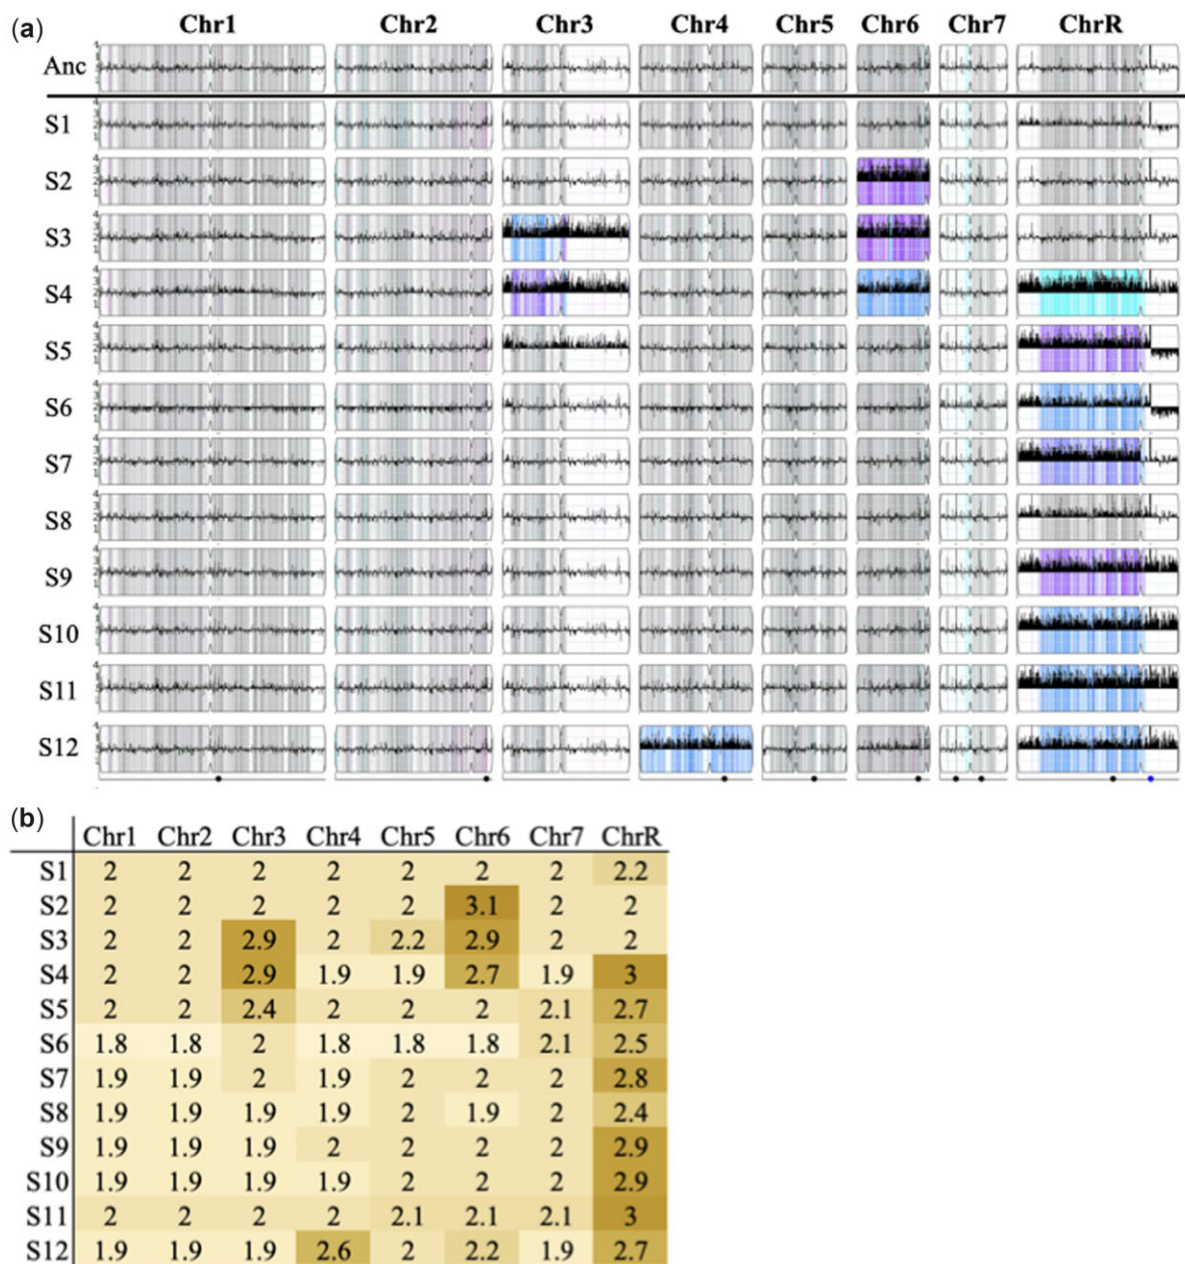 (a) Chr1 Chr2 Chr3 Chr4 Chr5 Chr6 Chr7 ChrR
Anc
S1
S2
S3
S4
S5
S6
S7
S8
S9
S10
S11
S12
(b)
Chr1 Chr2 Chr3 Chr4 Chr5 Chr6 Chr7 ChrR
S1 2 2 2 2 2 2 2 2.2
S2 2 2 2 2 2 3.1 2 2
S3 2 2 2.9 2 2.2 2.9 2 2
S4 2 2 2.9 1.9 1.9 2.7 1.9 3
S5 2 2 2.4 2 2 2 2.1 2.7
S6 1.8 1.8 2 1.8 1.8 1.8 2.1 2.5
S7 1.9 1.9 2 1.9 2 2 2 2.8
S8 1.9 1.9 1.9 1.9 2 1.9 2 2.4
S9 1.9 1.9 1.9 2 2 2 2 2.9
S10 1.9 1.9 1.9 1.9 2 2 2 2.9
S11 2 2 2 2 2.1 2.1 2.1 3
S12 1.9 1.9 1.9 2.6 2 2.2 1.9 2.7